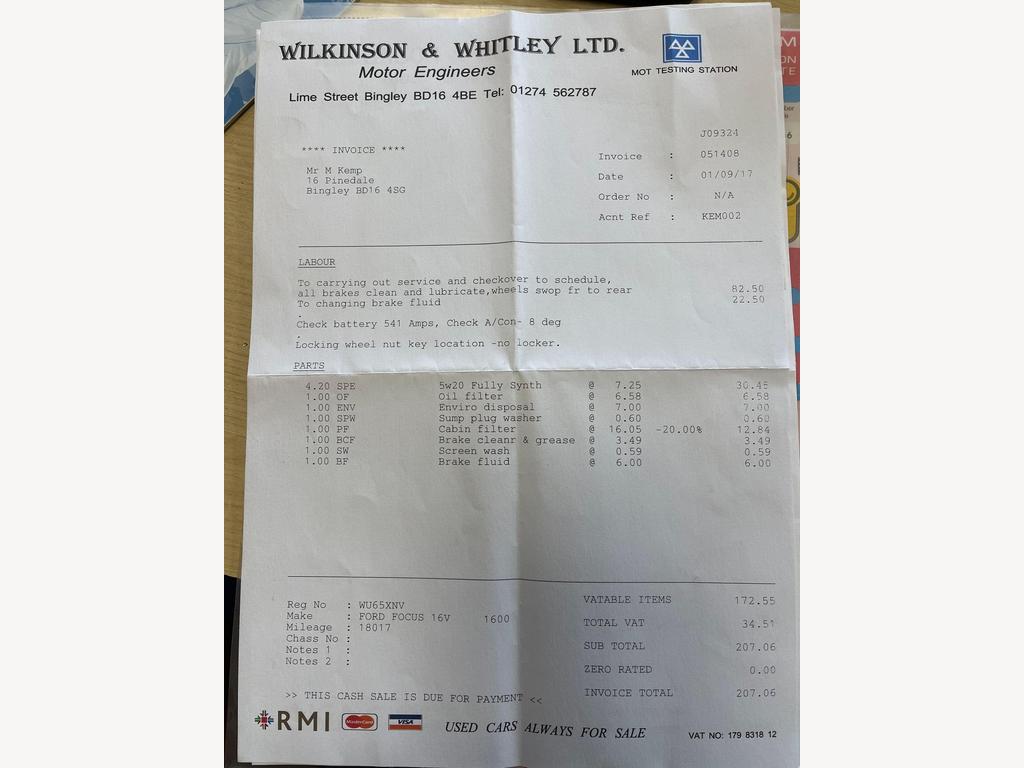 WILKINSON & WHITLEY LTD.
Motor Engineers
MOT TESTING STATION
Lime Street Bingley BD16 4BE Tel: 01274 562787
J09324
**** INVOICE ****
Invoice : 051408
Mr M Kemp
16 Pinedale
Bingley BD16 4SG
Date : 01/09/17
Order No : N/A
Acnt Ref : KEM002
LABOUR
To carrying out service and checkover to schedule,
all brakes clean and lubricate,wheels swop fr to rear 82.50
To changing brake fluid 22.50
.
Check battery 541 Amps, Check A/Con- 8 deg
.
Locking wheel nut key location -no locker.
PARTS
4.20 SPE 5w20 Fully Synth @ 7.25 30.45
1.00 OF Oil filter @ 6.58 6.58
1.00 ENV Enviro disposal @ 7.00 7.00
1.00 SPW Sump plug washer @ 0.60 0.60
1.00 PF Cabin filter @ 16.05 -20.00% 12.84
1.00 BCF Brake cleanr & grease @ 3.49 3.49
1.00 SW Screen wash @ 0.59 0.59
1.00 BF Brake fluid @ 6.00 6.00
Reg No : WU65XNV
Make : FORD FOCUS 16V 1600
Mileage : 18017
Chass No :
Notes 1 :
Notes 2 :
VATABLE ITEMS 172.55
TOTAL VAT 34.51
SUB TOTAL 207.06
ZERO RATED 0.00
INVOICE TOTAL 207.06
>> THIS CASH SALE IS DUE FOR PAYMENT <<
RMI MasterCard VISA USED CARS ALWAYS FOR SALE
VAT NO: 179 8318 12